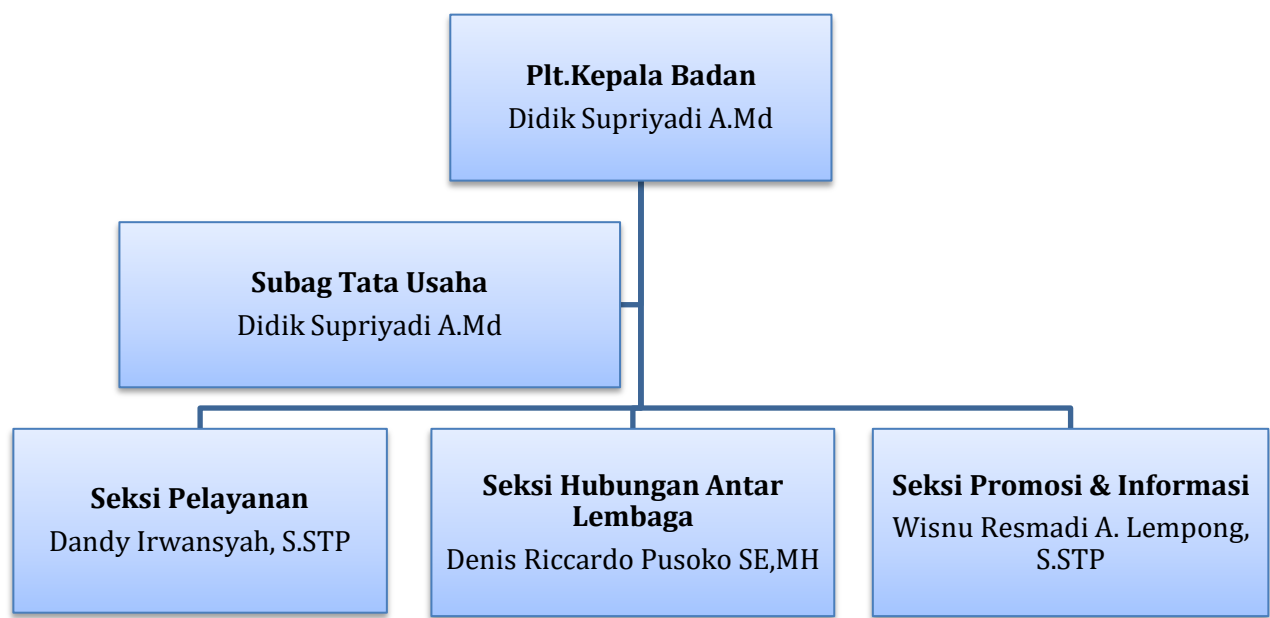 Plt.Kepala Badan
Didik Supriyadi A.Md
Subag Tata Usaha
Didik Supriyadi A.Md
Seksi Pelayanan
Dandy Irwansyah, S.STP
Seksi Hubungan Antar
Lembaga
Denis Riccardo Pusoko SE,MH
Seksi Promosi & Informasi
Wisnu Resmadi A. Lempong,
S.STP